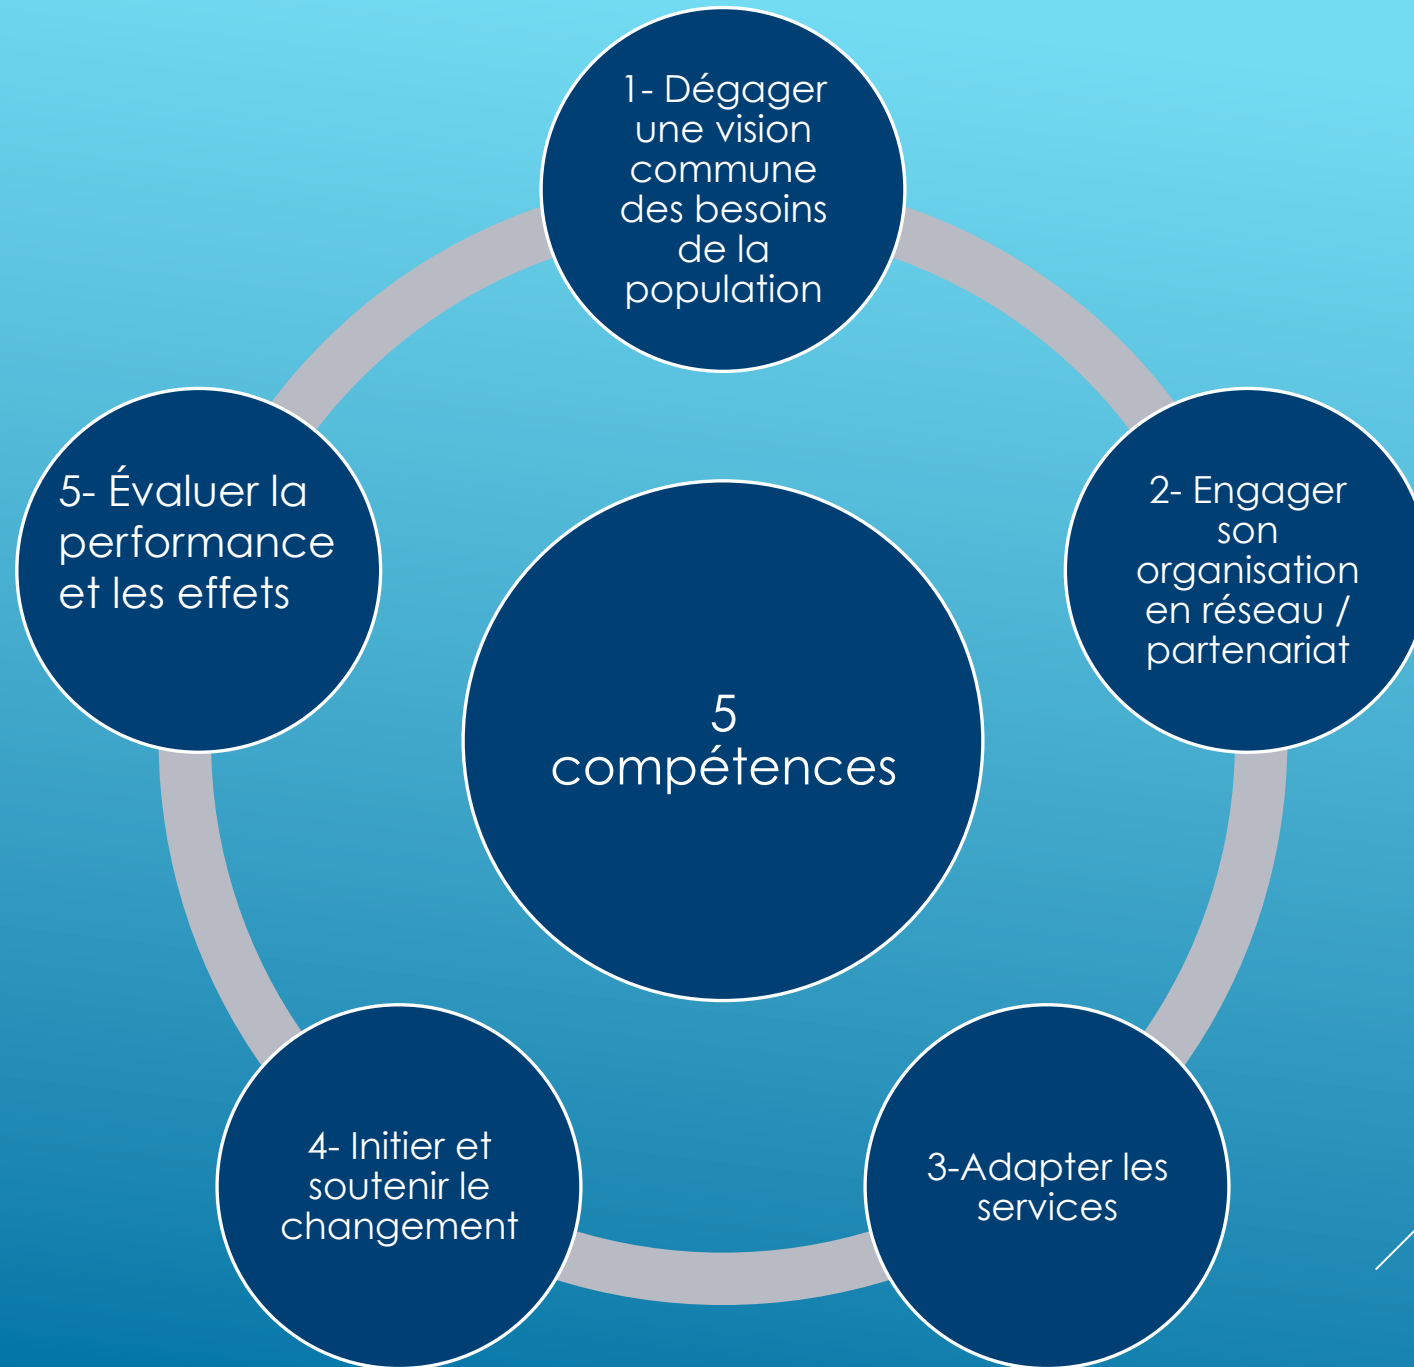 1- Dégager
une vision
commune
des besoins
de la
population
2- Engager
son
organisation
en réseau /
partenariat
3-Adapter les
services
4- Initier et
soutenir le
changement
5- Évaluer la
performance
et les effets
5
compétences